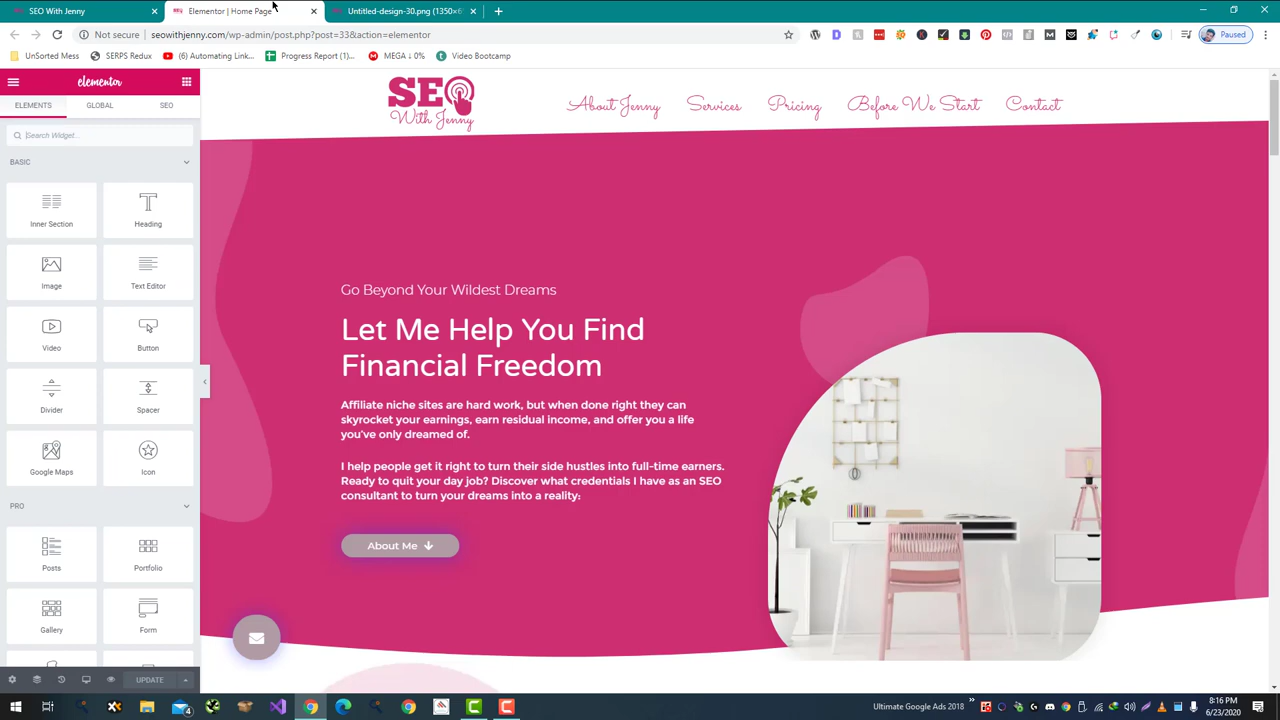 SEO With Jenny
Elementor | Home Page
Untitled-design-30.png (1350×6
Not secure | seowithjenny.com/wp-admin/post.php?post=33&action=elementor
Paused
UnSorted Mess
SERPS Redux
(6) Automating Link...
Progress Report (1)...
MEGA ↓ 0%
Video Bootcamp
elementor
ELEMENTS
GLOBAL
SEO
Search Widget...
BASIC
Inner Section
Heading
Image
Text Editor
Video
Button
Divider
Spacer
Google Maps
Icon
PRO
Posts
Portfolio
Gallery
Form
UPDATE
SEO
With Jenny
About Jenny
Services
Pricing
Before We Start
Contact
Go Beyond Your Wildest Dreams
Let Me Help You Find
Financial Freedom
Affiliate niche sites are hard work, but when done right they can
skyrocket your earnings, earn residual income, and offer you a life
you've only dreamed of.
I help people get it right to turn their side hustles into full-time earners.
Ready to quit your day job? Discover what credentials I have as an SEO
consultant to turn your dreams into a reality:
About Me
Ultimate Google Ads 2018
8:16 PM
6/23/2020